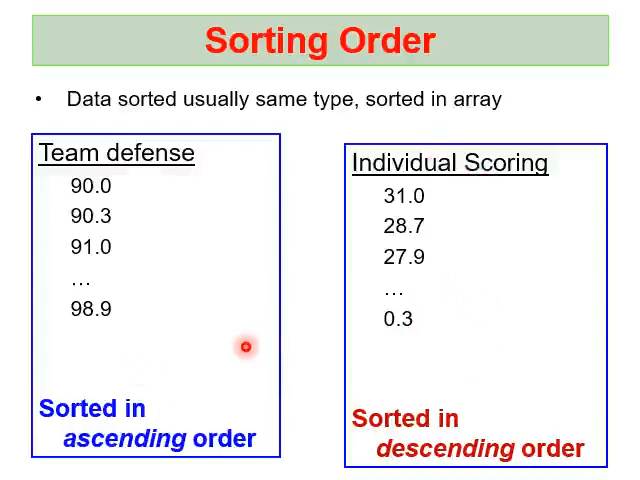 Sorting Order
• Data sorted usually same type, sorted in array
Team defense
90.0
90.3
91.0
…
98.9
Sorted in
ascending order
Individual Scoring
31.0
28.7
27.9
…
0.3
Sorted in
descending order